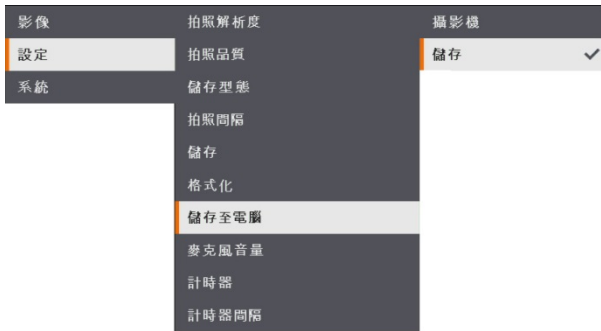 影像
設定
系統
拍照解析度
拍照品質
儲存型態
拍照間隔
儲存
格式化
儲存至電腦
麥克風音量
計時器
計時器間隔
攝影機
儲存